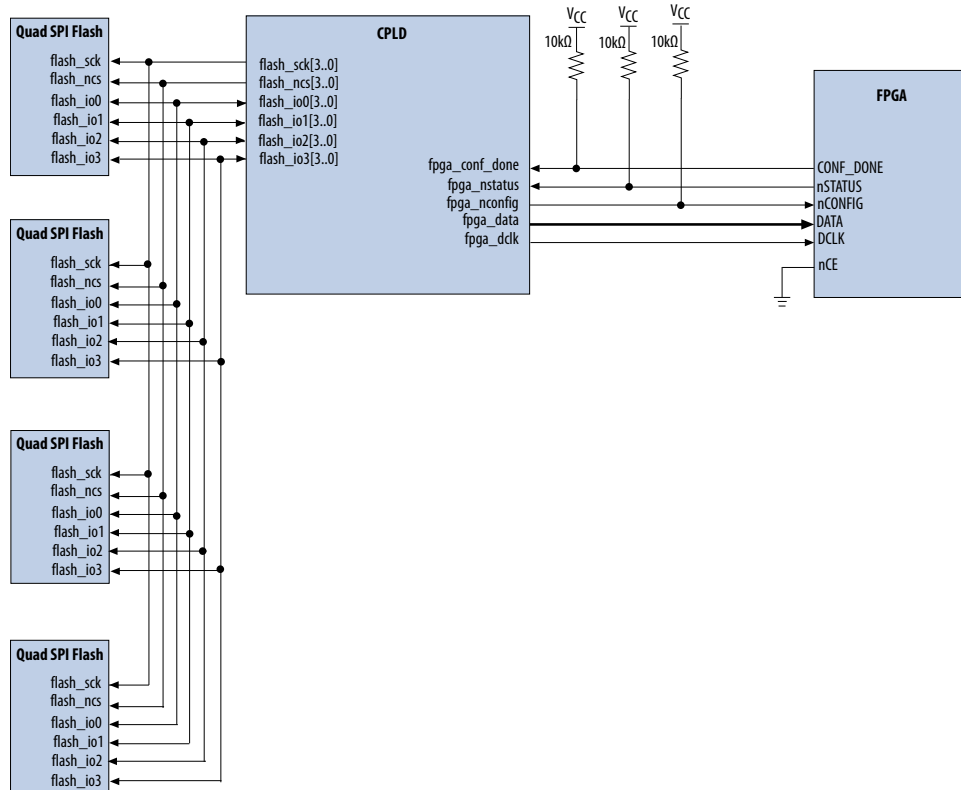 Quad SPI Flash
flash_sck
flash_ncs
flash_io0
flash_io1
flash_io2
flash_io3
CPLD
flash_sck[3..0]
flash_ncs[3..0]
flash_io0[3..0]
flash_io1[3..0]
flash_io2[3..0]
flash_io3[3..0]
fpga_conf_done
fpga_nstatus
fpga_nconfig
fpga_data
fpga_dclk
VCC
VCC
VCC
10kΩ
10kΩ
10kΩ
FPGA
CONF_DONE
nSTATUS
nCONFIG
DATA
DCLK
nCE
Quad SPI Flash
flash_sck
flash_ncs
flash_io0
flash_io1
flash_io2
flash_io3
Quad SPI Flash
flash_sck
flash_ncs
flash_io0
flash_io1
flash_io2
flash_io3
Quad SPI Flash
flash_sck
flash_ncs
flash_io0
flash_io1
flash_io2
flash_io3